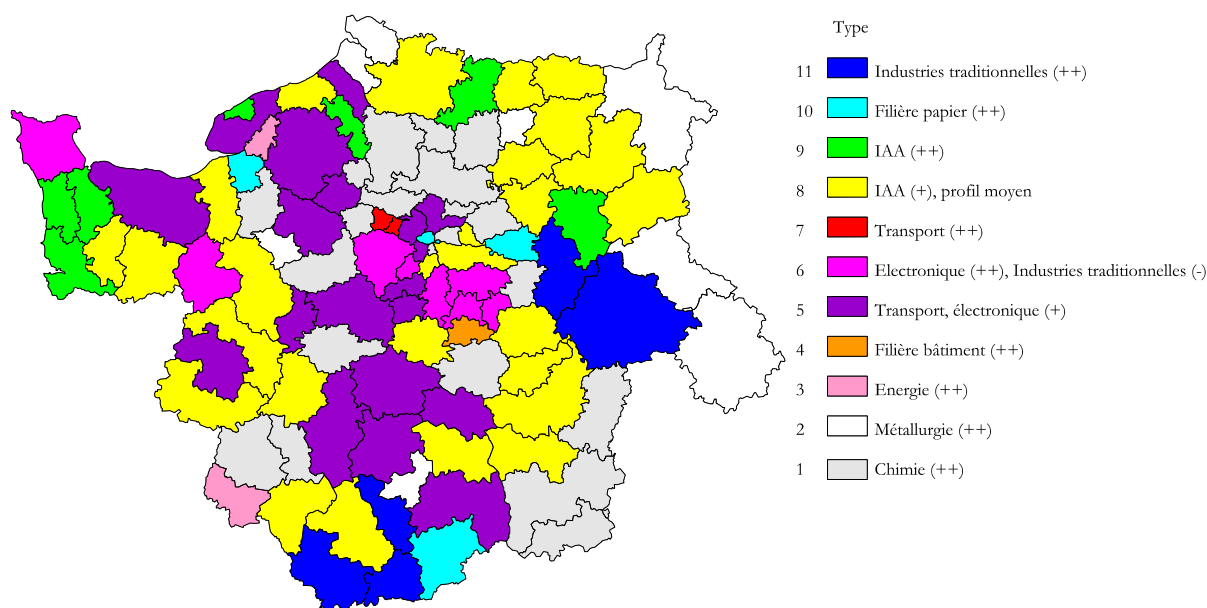 Type
11 Industries traditionnelles (++)
10 Filière papier (++)
9 IAA (++)
8 IAA (+), profil moyen
7 Transport (++)
6 Electronique (++), Industries traditionnelles (-)
5 Transport, électronique (+)
4 Filière bâtiment (++)
3 Energie (++)
2 Métallurgie (++)
1 Chimie (++)